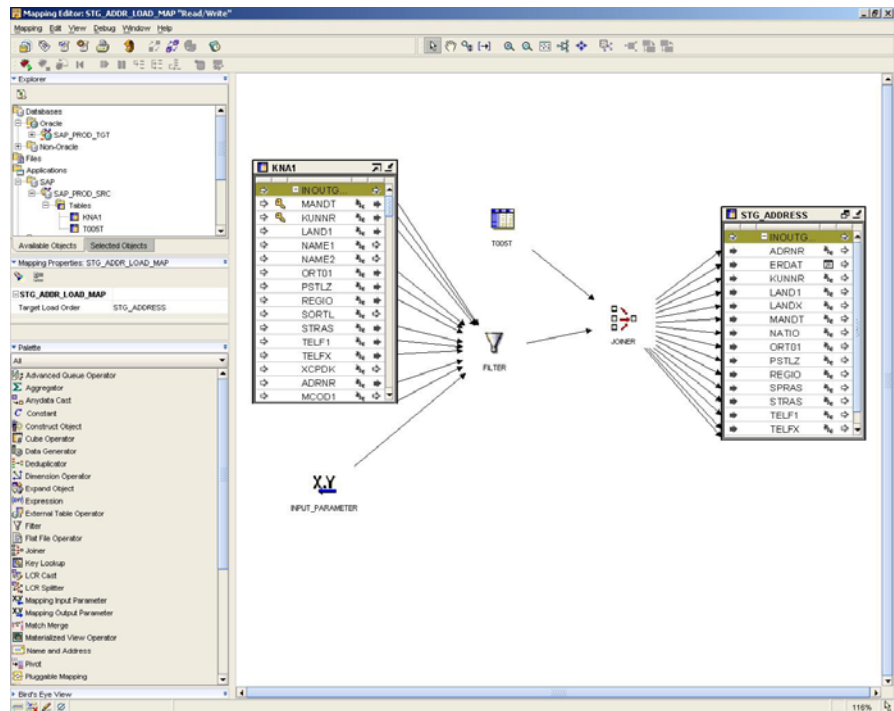 Mapping Editor: STG_ADDR_LOAD_MAP "Read/Write"
Mapping Edit View Debug Window Help
Explorer
Databases
Oracle
SAP_PROD_TGT
Non-Oracle
Files
Applications
SAP
SAP_PROD_SRC
Tables
KNA1
T005T
Available Objects Selected Objects
Mapping Properties: STG_ADDR_LOAD_MAP
STG_ADDR_LOAD_MAP
Target Load Order STG_ADDRESS
Palette
All
Advanced Queue Operator
Aggregator
Anydata Cast
Constant
Construct Object
Cube Operator
Data Generator
Deduplicator
Dimension Operator
Expand Object
Expression
External Table Operator
Filter
Flat File Operator
Joiner
Key Lookup
LCR Cast
LCR Splitter
Mapping Input Parameter
Mapping Output Parameter
Match Merge
Materialized View Operator
Name and Address
Pivot
Pluggable Mapping
Bird's Eye View
KNA1
INOUTG...
MANDT
KUNNR
LAND1
NAME1
NAME2
ORT01
PSTLZ
REGIO
SORTL
STRAS
TELF1
TELFX
XCPDK
ADRNR
MCOD1
T005T
FILTER
X.Y
INPUT_PARAMETER
JOINER
STG_ADDRESS
INOUTG...
ADRNR
ERDAT
KUNNR
LAND1
LANDX
MANDT
NATIO
ORT01
PSTLZ
REGIO
SPRAS
STRAS
TELF1
TELFX
116%